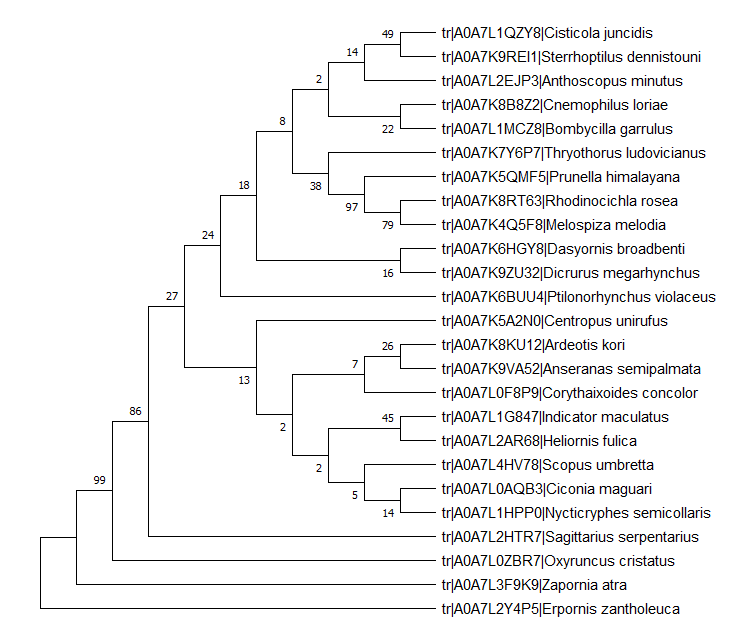 49
tr|A0A7L1QZY8|Cisticola juncidis
14
tr|A0A7K9REI1|Sterrhoptilus dennistouni
2
tr|A0A7L2EJP3|Anthoscopus minutus
tr|A0A7K8B8Z2|Cnemophilus loriae
8
22
tr|A0A7L1MCZ8|Bombycilla garrulus
tr|A0A7K7Y6P7|Thryothorus ludovicianus
38
tr|A0A7K5QMF5|Prunella himalayana
18
97
tr|A0A7K8RT63|Rhodinocichla rosea
79
tr|A0A7K4Q5F8|Melospiza melodia
24
tr|A0A7K6HGY8|Dasyornis broadbenti
16
tr|A0A7K9ZU32|Dicrurus megarhynchus
27
tr|A0A7K6BUU4|Ptilonorhynchus violaceus
tr|A0A7K5A2N0|Centropus unirufus
26
tr|A0A7K8KU12|Ardeotis kori
13
7
tr|A0A7K9VA52|Anseranas semipalmata
tr|A0A7L0F8P9|Corythaixoides concolor
86
2
45
tr|A0A7L1G847|Indicator maculatus
tr|A0A7L2AR68|Heliornis fulica
2
tr|A0A7L4HV78|Scopus umbretta
99
5
tr|A0A7L0AQB3|Ciconia maguari
14
tr|A0A7L1HPP0|Nycticryphes semicollaris
tr|A0A7L2HTR7|Sagittarius serpentarius
tr|A0A7L0ZBR7|Oxyruncus cristatus
tr|A0A7L3F9K9|Zapornia atra
tr|A0A7L2Y4P5|Erpornis zantholeuca